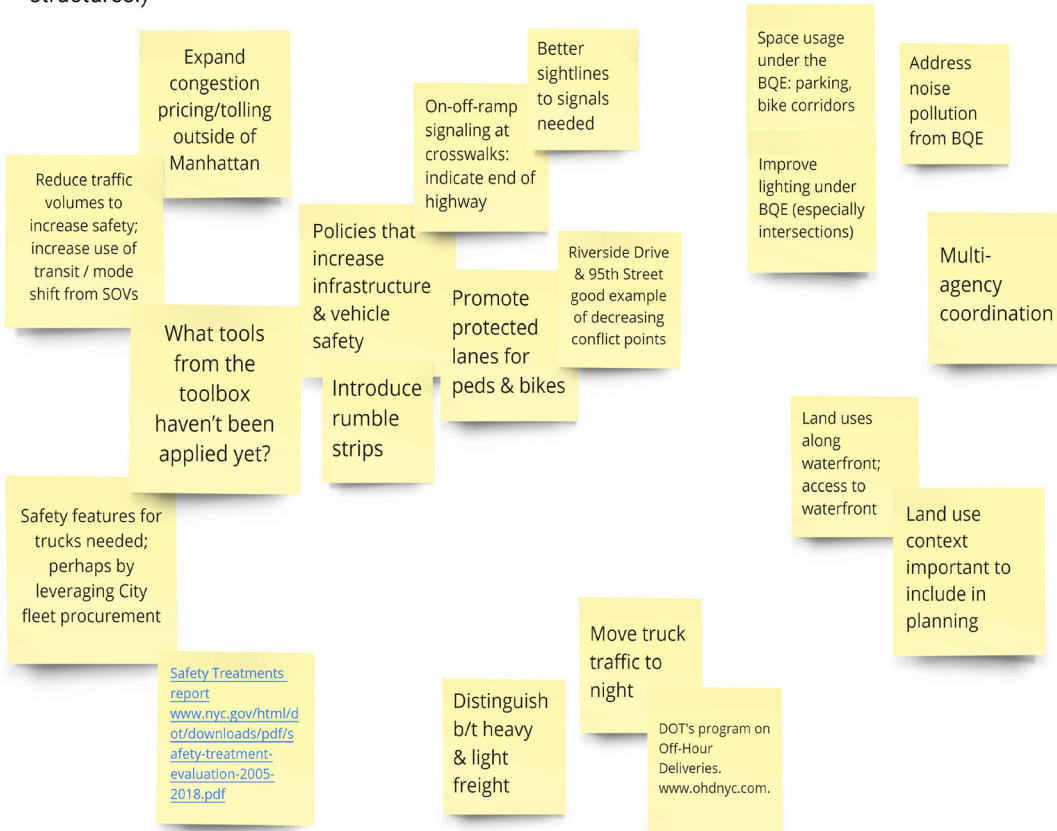 structures.)
Expand
congestion
pricing/tolling
outside of
Manhattan
Reduce traffic
volumes to
increase safety;
increase use of
transit / mode
shift from SOVs
What tools
from the
toolbox
haven’t been
applied yet?
Safety features for
trucks needed;
perhaps by
leveraging City
fleet procurement
Safety Treatments
report
www.nyc.gov/html/d
ot/downloads/pdf/s
afety-treatment-
evaluation-2005-
2018.pdf
Policies that
increase
infrastructure
& vehicle
safety
Introduce
rumble
strips
On-off-ramp
signaling at
crosswalks:
indicate end of
highway
Better
sightlines
to signals
needed
Promote
protected
lanes for
peds & bikes
Riverside Drive
& 95th Street
good example
of decreasing
conflict points
Distinguish
b/t heavy
& light
freight
Move truck
traffic to
night
DOT's program on
Off-Hour
Deliveries.
www.ohdnyc.com.
Space usage
under the
BQE: parking,
bike corridors
Improve
lighting under
BQE (especially
intersections)
Address
noise
pollution
from BQE
Multi-
agency
coordination
Land uses
along
waterfront;
access to
waterfront
Land use
context
important to
include in
planning